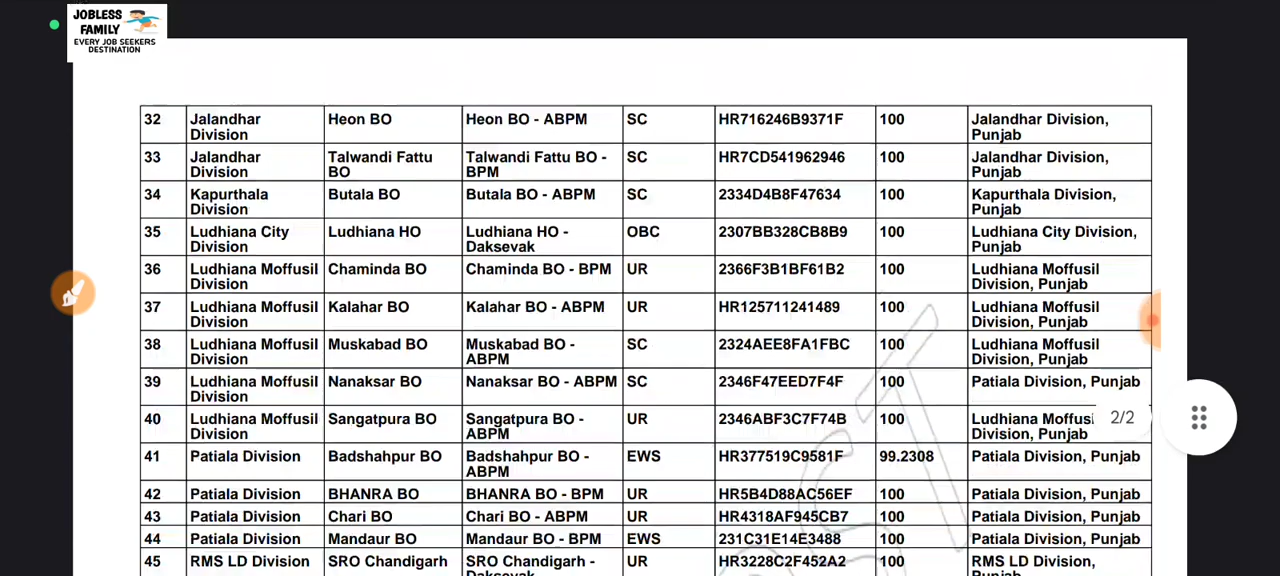 JOBLESS
FAMILY
EVERY JOB SEEKERS
DESTINATION
32 Jalandhar Division Heon BO Heon BO - ABPM SC HR716246B9371F 100 Jalandhar Division, Punjab
33 Jalandhar Division Talwandi Fattu BO Talwandi Fattu BO - BPM SC HR7CD541962946 100 Jalandhar Division, Punjab
34 Kapurthala Division Butala BO Butala BO - ABPM SC 2334D4B8F47634 100 Kapurthala Division, Punjab
35 Ludhiana City Division Ludhiana HO Ludhiana HO - Daksevak OBC 2307BB328CB8B9 100 Ludhiana City Division, Punjab
36 Ludhiana Moffusil Division Chaminda BO Chaminda BO - BPM UR 2366F3B1BF61B2 100 Ludhiana Moffusil Division, Punjab
37 Ludhiana Moffusil Division Kalahar BO Kalahar BO - ABPM UR HR125711241489 100 Ludhiana Moffusil Division, Punjab
38 Ludhiana Moffusil Division Muskabad BO Muskabad BO - ABPM SC 2324AEE8FA1FBC 100 Ludhiana Moffusil Division, Punjab
39 Ludhiana Moffusil Division Nanaksar BO Nanaksar BO - ABPM SC 2346F47EED7F4F 100 Patiala Division, Punjab
40 Ludhiana Moffusil Division Sangatpura BO Sangatpura BO - ABPM UR 2346ABF3C7F74B 100 Ludhiana Moffusil Division, Punjab
2/2
41 Patiala Division Badshahpur BO Badshahpur BO - ABPM EWS HR377519C9581F 99.2308 Patiala Division, Punjab
42 Patiala Division BHANRA BO BHANRA BO - BPM UR HR5B4D88AC56EF 100 Patiala Division, Punjab
43 Patiala Division Chari BO Chari BO - ABPM UR HR4318AF945CB7 100 Patiala Division, Punjab
44 Patiala Division Mandaur BO Mandaur BO - BPM EWS 231C31E14E3488 100 Patiala Division, Punjab
45 RMS LD Division SRO Chandigarh SRO Chandigarh - Daksevak UR HR3228C2F452A2 100 RMS LD Division, Punjab